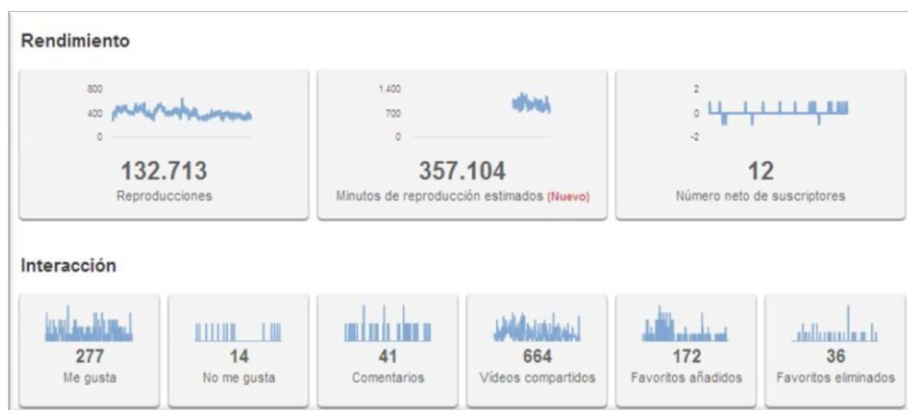 Rendimiento
800
400
0
132.713
Reproducciones
1.400
700
0
357.104
Minutos de reproducción estimados (Nuevo)
2
0
-2
12
Número neto de suscriptores
Interacción
277
Me gusta
14
No me gusta
41
Comentarios
664
Vídeos compartidos
172
Favoritos añadidos
36
Favoritos eliminados